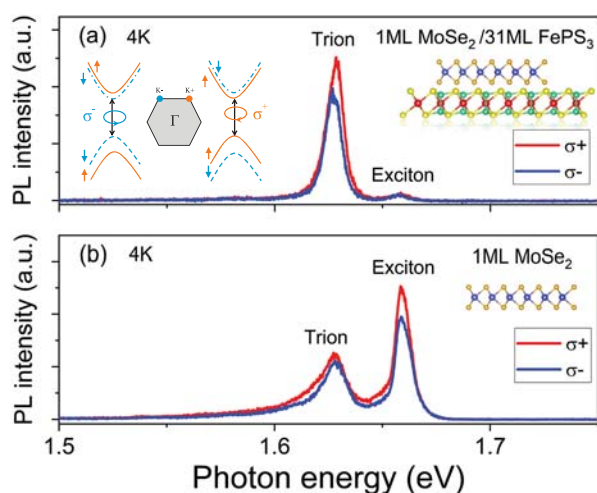 (a) 4K Trion 1ML MoSe₂/31ML FePS₃
K- K+
σ⁻ Γ σ⁺
Exciton
σ+
σ-
PL intensity (a.u.)
(b) 4K Exciton 1ML MoSe₂
Trion
σ+
σ-
PL intensity (a.u.)
1.5 1.6 1.7
Photon energy (eV)